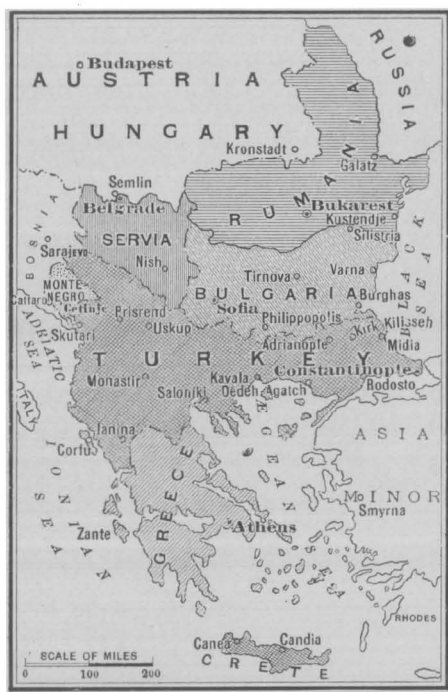 Budapest
AUSTRIA
HUNGARY
RUSSIA
Kronstadt
Galatz
RUMANIA
Semlin
Belgrade
Bukarest
Kustendje
Silistria
BOSNIA
Sarajevo
SERVIA
Nish
Tirnova
Varna
BLACK
BULGARIA
MONTE
NEGRO
Cattaro
Cettinje
Sofia
Burghas
Philippopolis
ADRIATIC
SEA
Skutari
Prisrend
Uskup
Adrianople
Kirk Kilisseh
Midia
TURKEY
Constantinople
Monastir
Saloniki
Kavala
Dedeh Agatch
Rodosto
ITALY
Janina
Corfu
ASIA
MINOR
Smyrna
IONIAN
SEA
GREECE
ÆGEAN
SEA
Zante
Athens
RHODES
Canea
Candia
CRETE
SCALE OF MILES
0 100 200